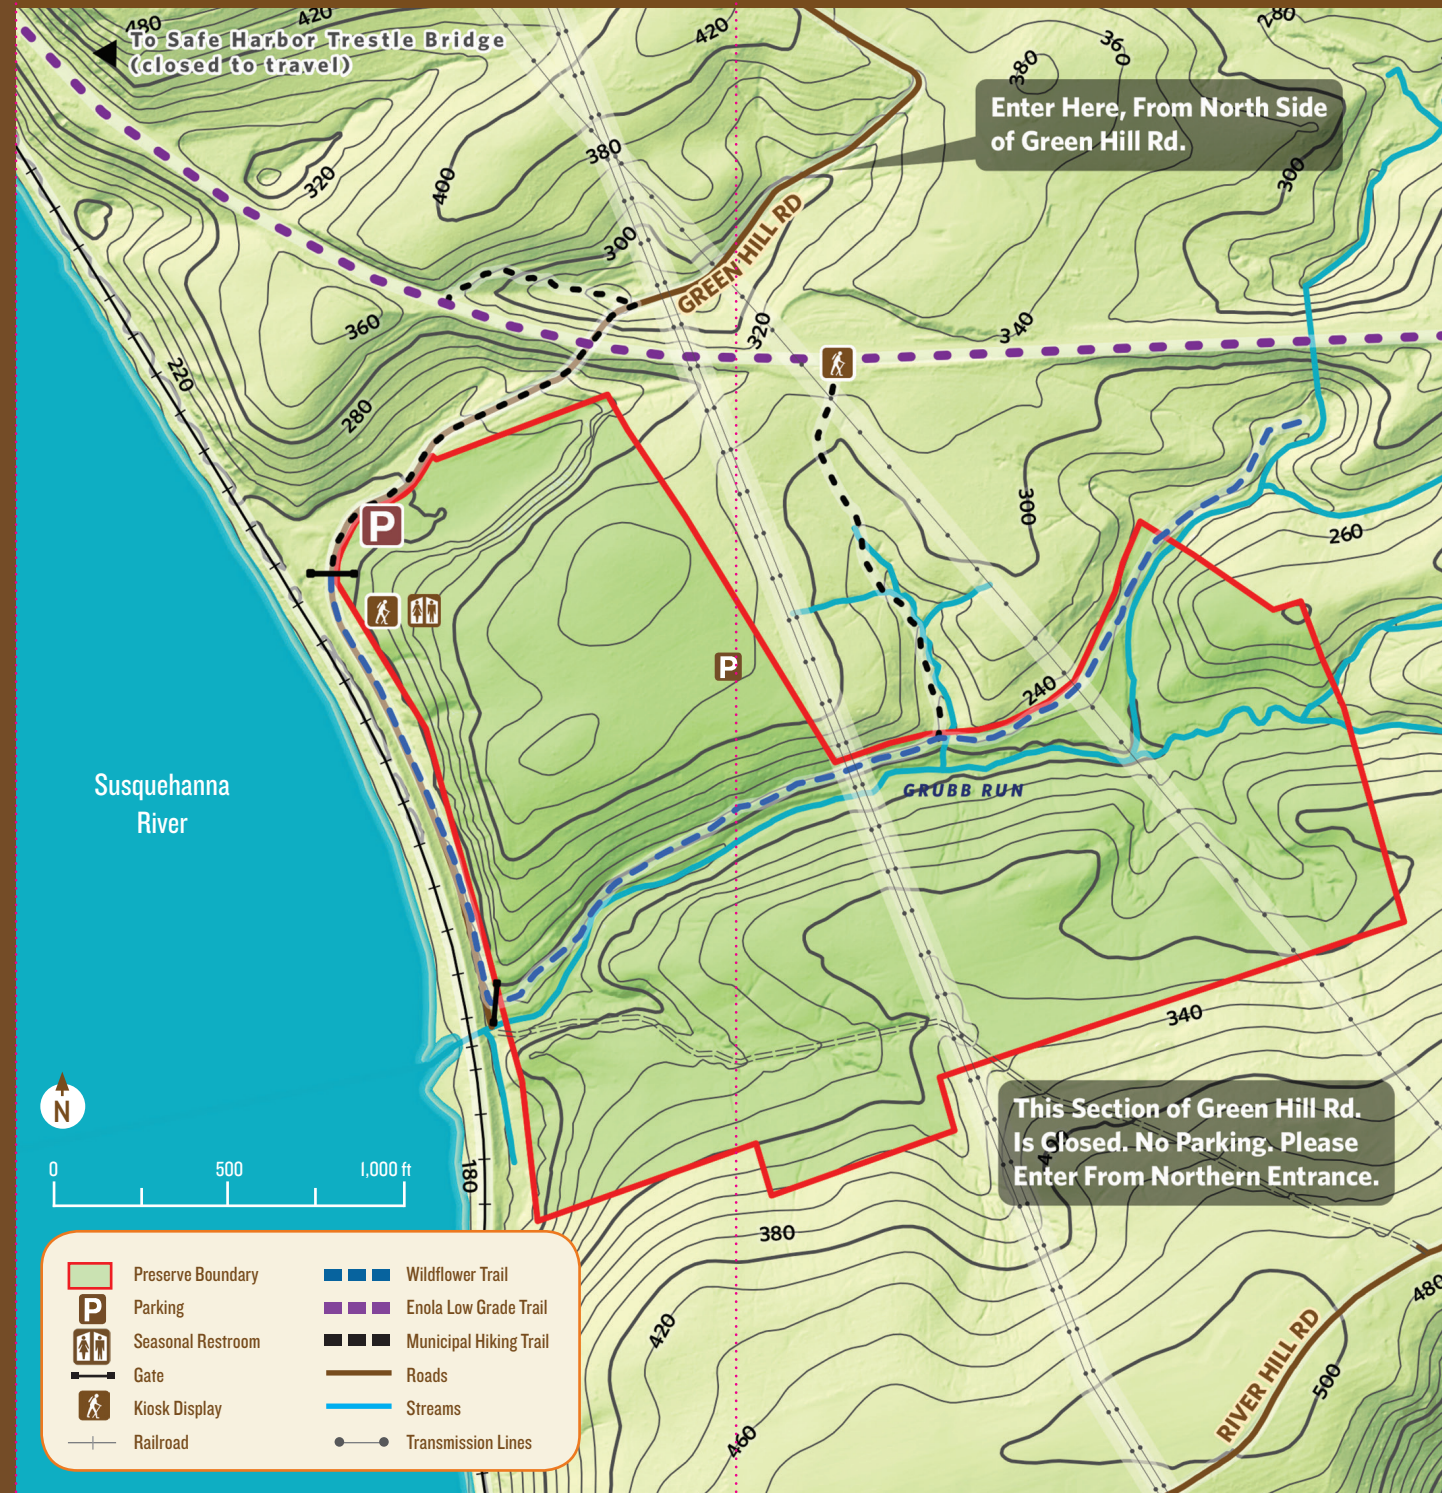 480
420
To Safe Harbor Trestle Bridge
(closed to travel)
420
280
360
380
Enter Here, From North Side
of Green Hill Rd.
380
320
400
300
300
GREEN HILL RD
360
320
340
220
280
300
260
P
P
240
Susquehanna
River
GRUBB RUN
340
N
This Section of Green Hill Rd.
Is Closed. No Parking. Please
Enter From Northern Entrance.
0 500 1,000 ft
180
380
480
420
RIVER HILL RD
500
460
Preserve Boundary
P Parking
Seasonal Restroom
Gate
Kiosk Display
Railroad
Wildflower Trail
Enola Low Grade Trail
Municipal Hiking Trail
Roads
Streams
Transmission Lines